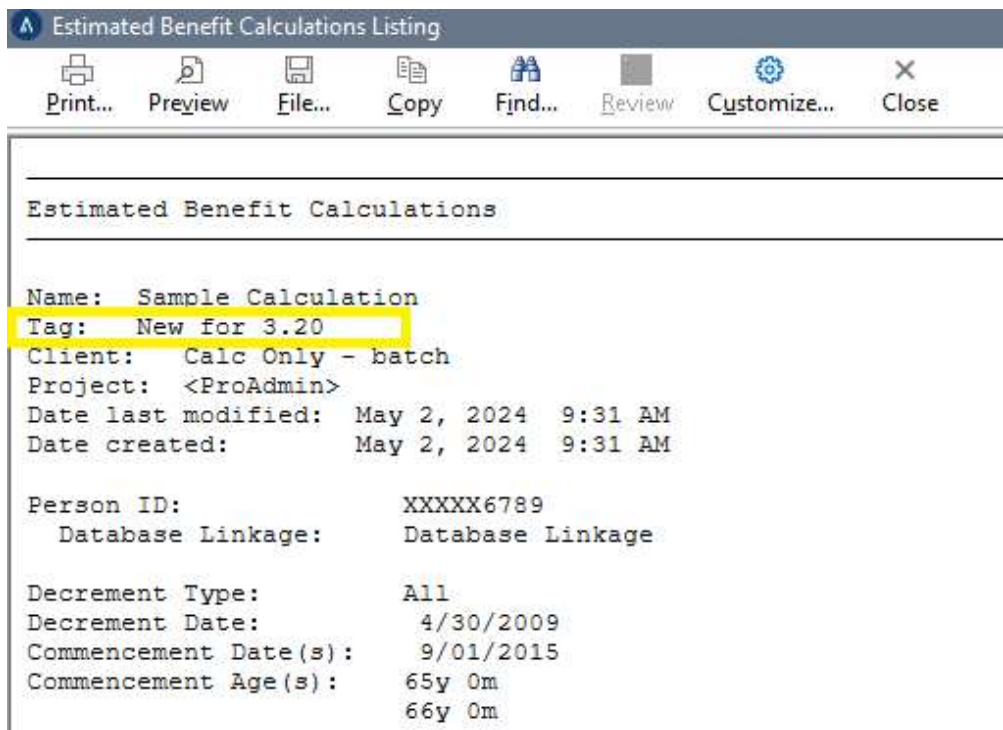 Estimated Benefit Calculations Listing
Print... Preview File... Copy Find... Review Customize... Close
Estimated Benefit Calculations
Name: Sample Calculation
Tag: New for 3.20
Client: Calc Only - batch
Project: <ProAdmin>
Date last modified: May 2, 2024 9:31 AM
Date created: May 2, 2024 9:31 AM
Person ID: XXXXX6789
Database Linkage: Database Linkage
Decrement Type: All
Decrement Date: 4/30/2009
Commencement Date(s): 9/01/2015
Commencement Age(s): 65y 0m
66y 0m